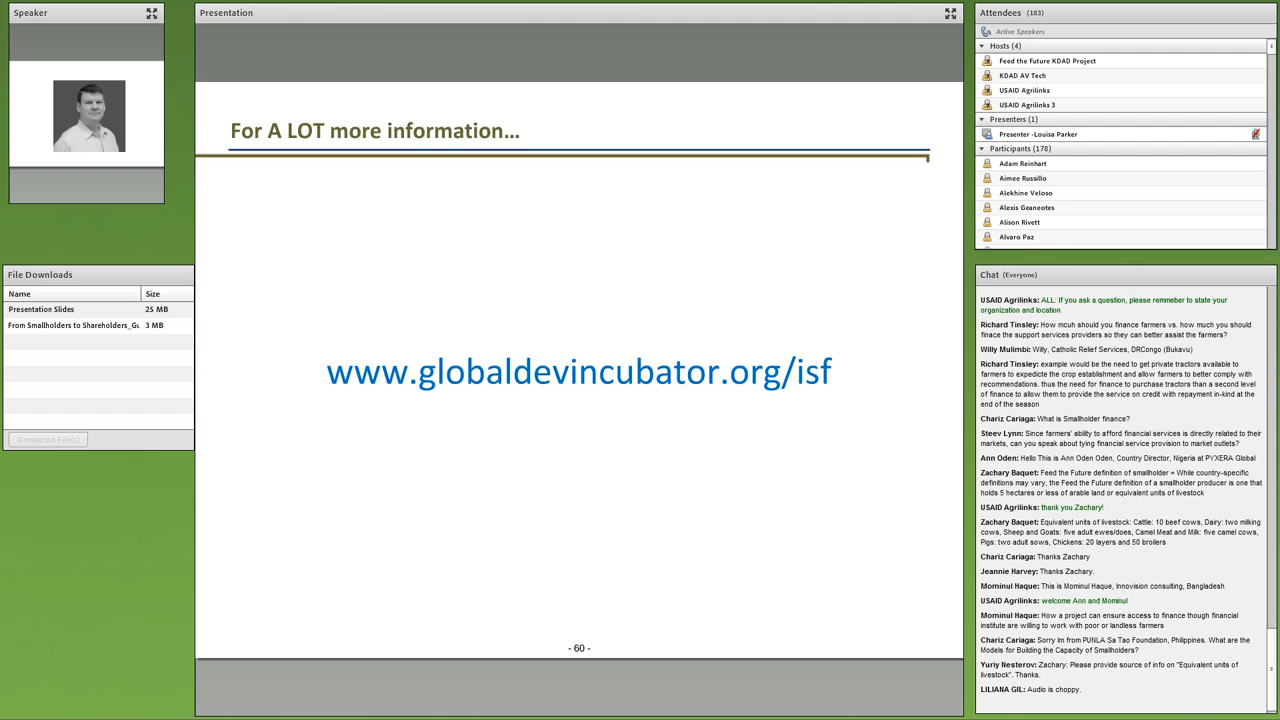 Speaker
File Downloads
Name Size
Presentation Slides 25 MB
From Smallholders to Shareholders_Gu 3 MB
Download File(s)
Presentation
For A LOT more information...
www.globaldevincubator.org/isf
- 60 -
Attendees (183)
Active Speakers
Hosts (4)
Feed the Future KDAD Project
KDAD AV Tech
USAID Agrilinks
USAID Agrilinks 3
Presenters (1)
Presenter -Louisa Parker
Participants (178)
Adam Reinhart
Aimee Russillo
Alekhine Veloso
Alexis Geaneotes
Alison Rivett
Alvaro Paz
Chat (Everyone)
USAID Agrilinks: ALL: If you ask a question, please remmeber to state your
organization and location
Richard Tinsley: How mcuh should you finance farmers vs. how much you should
finace the support services providers so they can better assist the farmers?
Willy Mulimbi: Willy, Catholic Relief Services, DRCongo (Bukavu)
Richard Tinsley: example would be the need to get private tractors available to
farmers to expedicte the crop establishment and allow farmers to better comply with
recommendations. thus the need for finance to purchase tractors than a second level
of finance to allow them to provide the service on credit with repayment in-kind at the
end of the season
Chariz Cariaga: What is Smallholder finance?
Steev Lynn: Since farmers' ability to afford financial services is directly related to their
markets, can you speak about tying financial service provision to market outlets?
Ann Oden: Hello This is Ann Oden Oden, Country Director, Nigeria at PYXERA Global
Zachary Baquet: Feed the Future definition of smallholder = While country-specific
definitions may vary, the Feed the Future definition of a smallholder producer is one that
holds 5 hectares or less of arable land or equivalent units of livestock
USAID Agrilinks: thank you Zachary!
Zachary Baquet: Equivalent units of livestock: Cattle: 10 beef cows, Dairy: two milking
cows, Sheep and Goats: five adult ewes/does, Camel Meat and Milk: five camel cows,
Pigs: two adult sows, Chickens: 20 layers and 50 broilers
Chariz Cariaga: Thanks Zachary
Jeannie Harvey: Thanks Zachary.
Mominul Haque: This is Mominul Haque, Innovision consulting, Bangladesh
USAID Agrilinks: welcome Ann and Mominul
Mominul Haque: How a project can ensure access to finance though financial
institute are willing to work with poor or landless farmers
Chariz Cariaga: Sorry Im from PUNLA Sa Tao Foundation, Philippines. What are the
Models for Building the Capacity of Smallholders?
Yuriy Nesterov: Zachary: Please provide source of info on "Equivalent units of
livestock". Thanks.
LILIANA GIL: Audio is choppy.